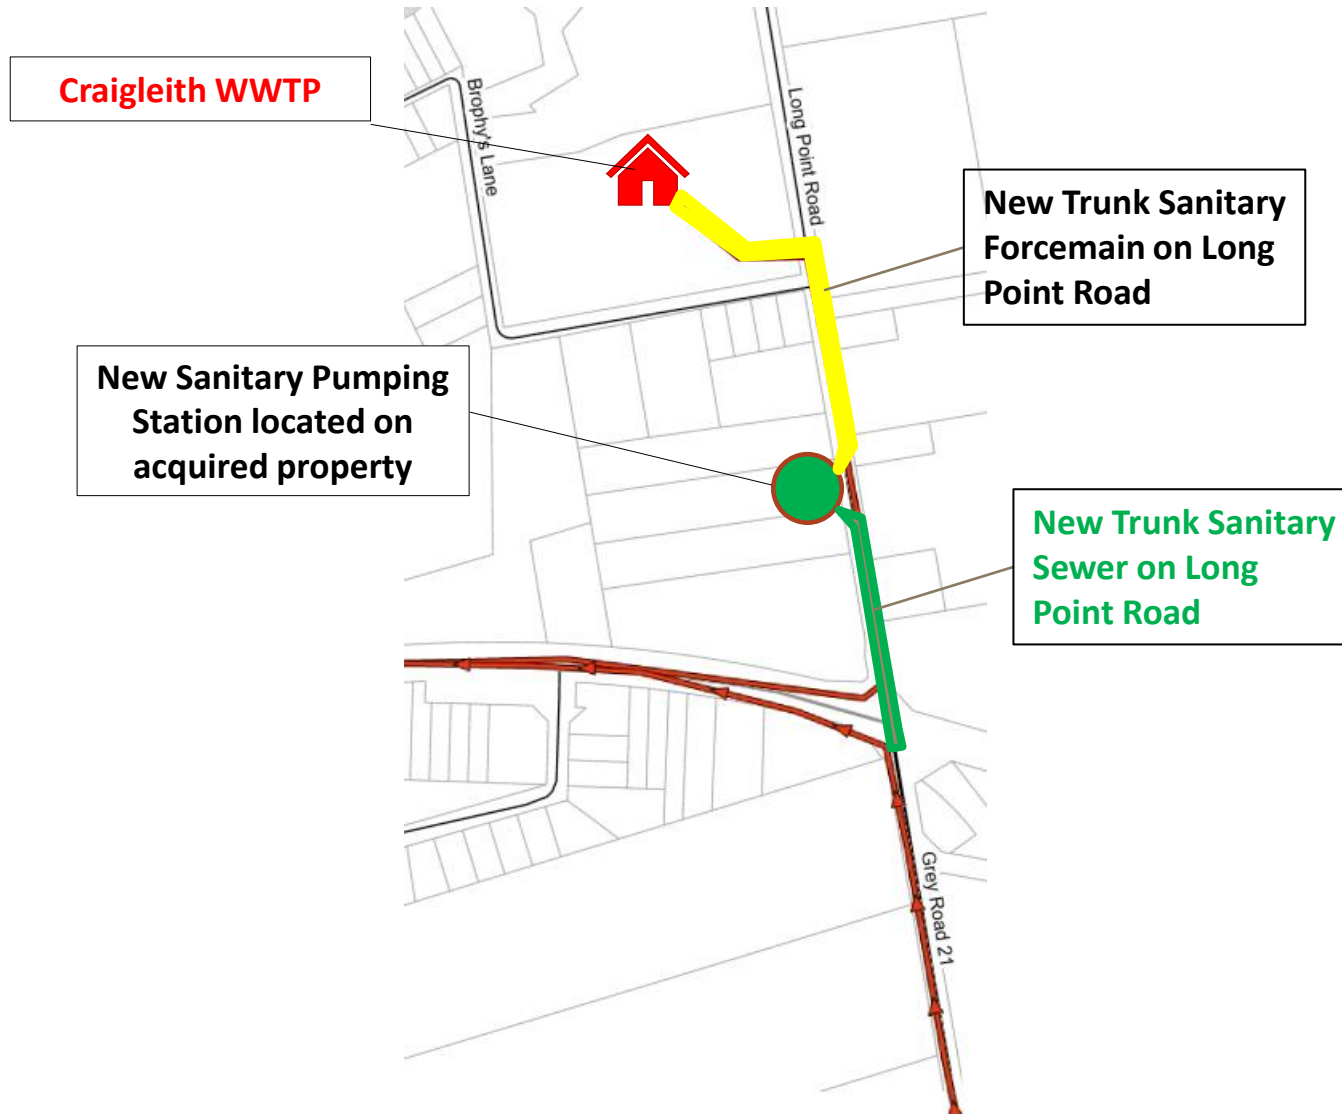 Craigleith WWTP
Brophy's Lane
Long Point Road
New Trunk Sanitary
Forcemain on Long
Point Road
New Sanitary Pumping
Station located on
acquired property
New Trunk Sanitary
Sewer on Long
Point Road
Grey Road 21